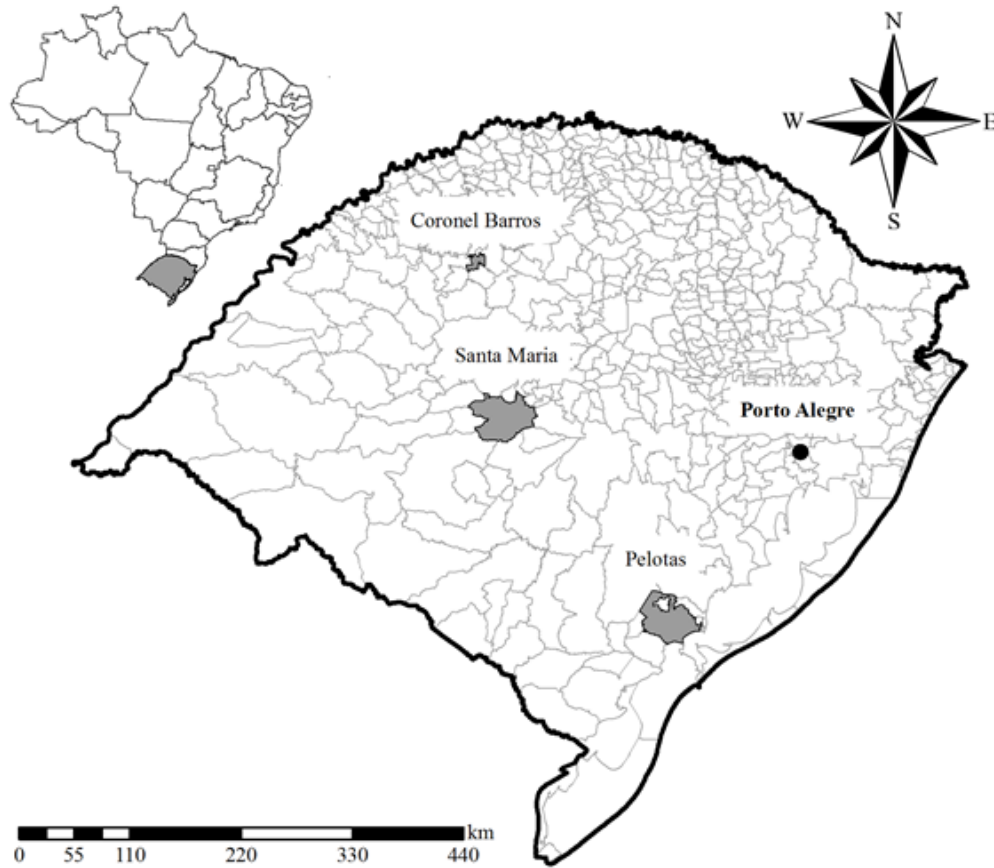 N
W E
S
Coronel Barros
Santa Maria
Porto Alegre
Pelotas
km
0 55 110 220 330 440